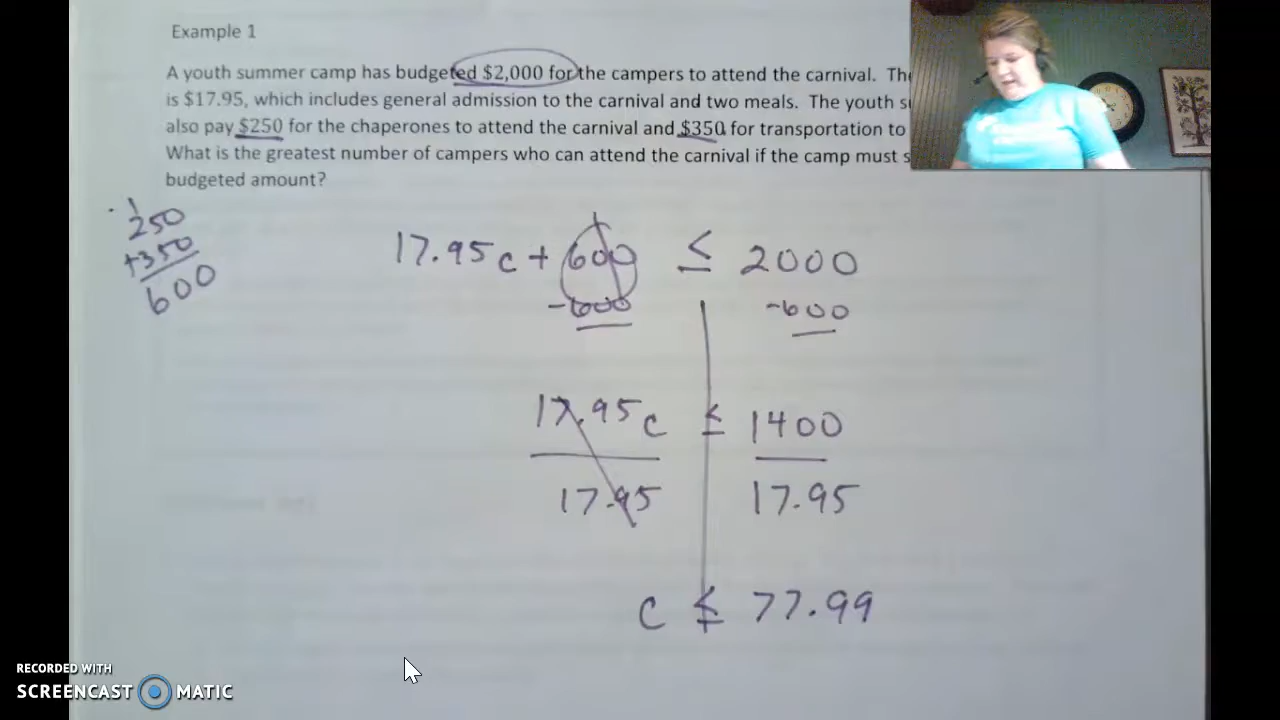 Example 1
A youth summer camp has budgeted $2,000 for the campers to attend the carnival. The
is $17.95, which includes general admission to the carnival and two meals. The youth s
also pay $250 for the chaperones to attend the carnival and $350 for transportation to
What is the greatest number of campers who can attend the carnival if the camp must s
budgeted amount?
1
250
+350
600
17.95c + 600 ≤ 2000
-600 -600
17.95c ≤ 1400
17.95 17.95
c ≤ 77.99
RECORDED WITH
SCREENCAST MATIC